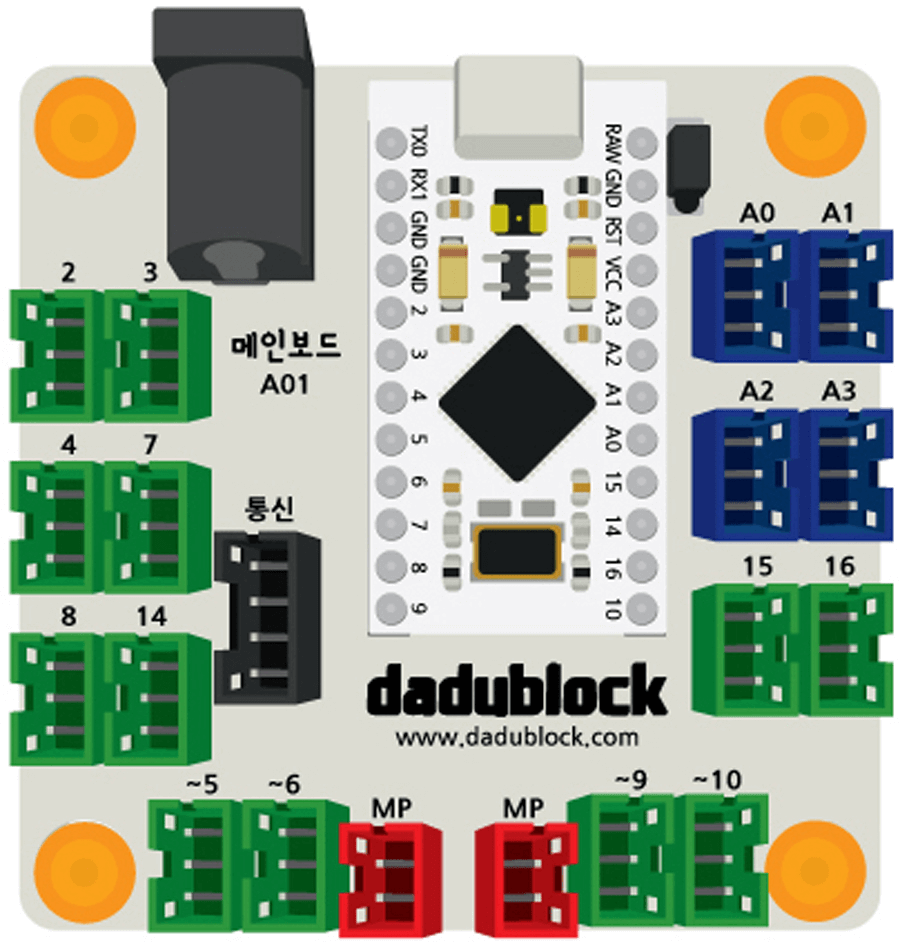 TX0
RX1
GND
GND
2
3
4
5
6
7
8
9
RAW
GND
RST
VCC
A3
A2
A1
A0
15
14
16
10
A0 A1
2 3
메인보드
A01
A2 A3
4 7
통신
15 16
8 14
dadublock
www.dadublock.com
~5 ~6
MP
MP
~9 ~10